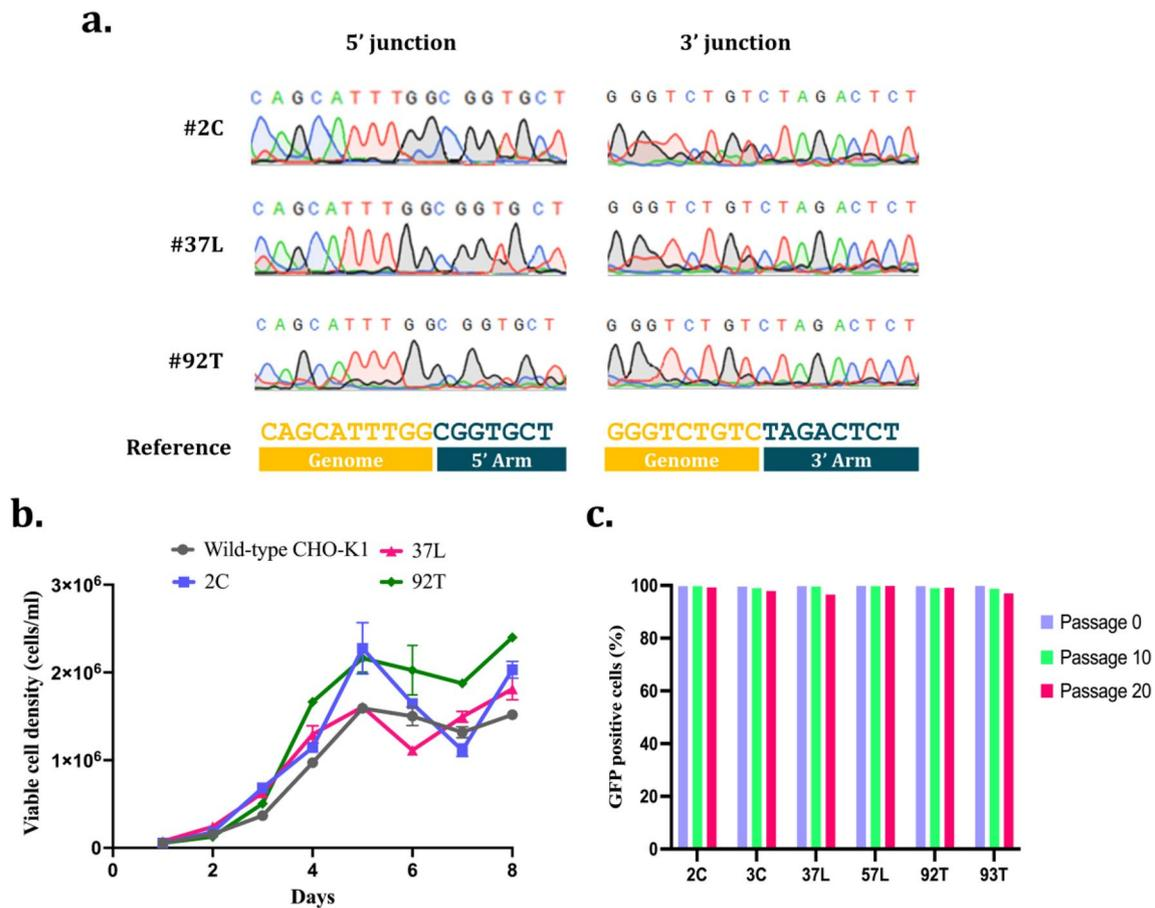 a.
5’ junction 3’ junction
#2C
C A G C A T T T G G C G G T G C T
G G G T C T G T C T A G A C T C T
#37L
C A G C A T T T G G C G G T G C T
G G G T C T G T C T A G A C T C T
#92T
C A G C A T T T G G C G G T G C T
G G G T C T G T C T A G A C T C T
Reference
CAGCATTTGGCGGTGCT GGGTCTGTCTAGACTCT
Genome 5’ Arm Genome 3’ Arm
b.
Wild-type CHO-K1 37L
2C 92T
Viable cell density (cells/ml)
3×10⁶
2×10⁶
1×10⁶
0
0 2 4 6 8
Days
c.
GFP positive cells (%)
100
80
60
40
20
0
2C 3C 37L 57L 92T 93T
Passage 0
Passage 10
Passage 20